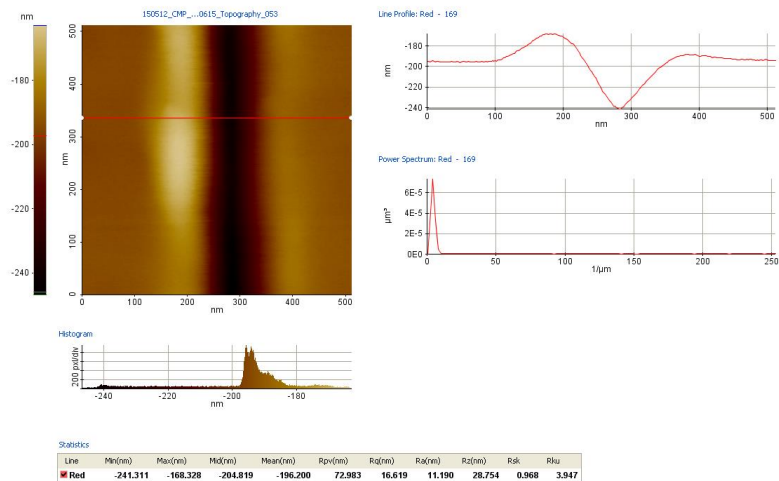 150512_CMP_...0615_Topography_053
nm
-180
-200
-220
-240
nm
500
400
300
200
100
0
0 100 200 300 400 500
nm
Line Profile: Red - 169
nm
-180
-200
-220
-240
0 100 200 300 400 500
nm
Power Spectrum: Red - 169
µm³
6E-5
4E-5
2E-5
0E0
0 50 100 150 200 250
1/µm
Histogram
200 pxl/div
0
-240 -220 -200 -180
nm
Statistics
Line Min(nm) Max(nm) Mid(nm) Mean(nm) Rpv(nm) Rq(nm) Ra(nm) Rz(nm) Rsk Rku
Red -241.311 -168.328 -204.819 -196.200 72.983 16.619 11.190 28.754 0.968 3.947